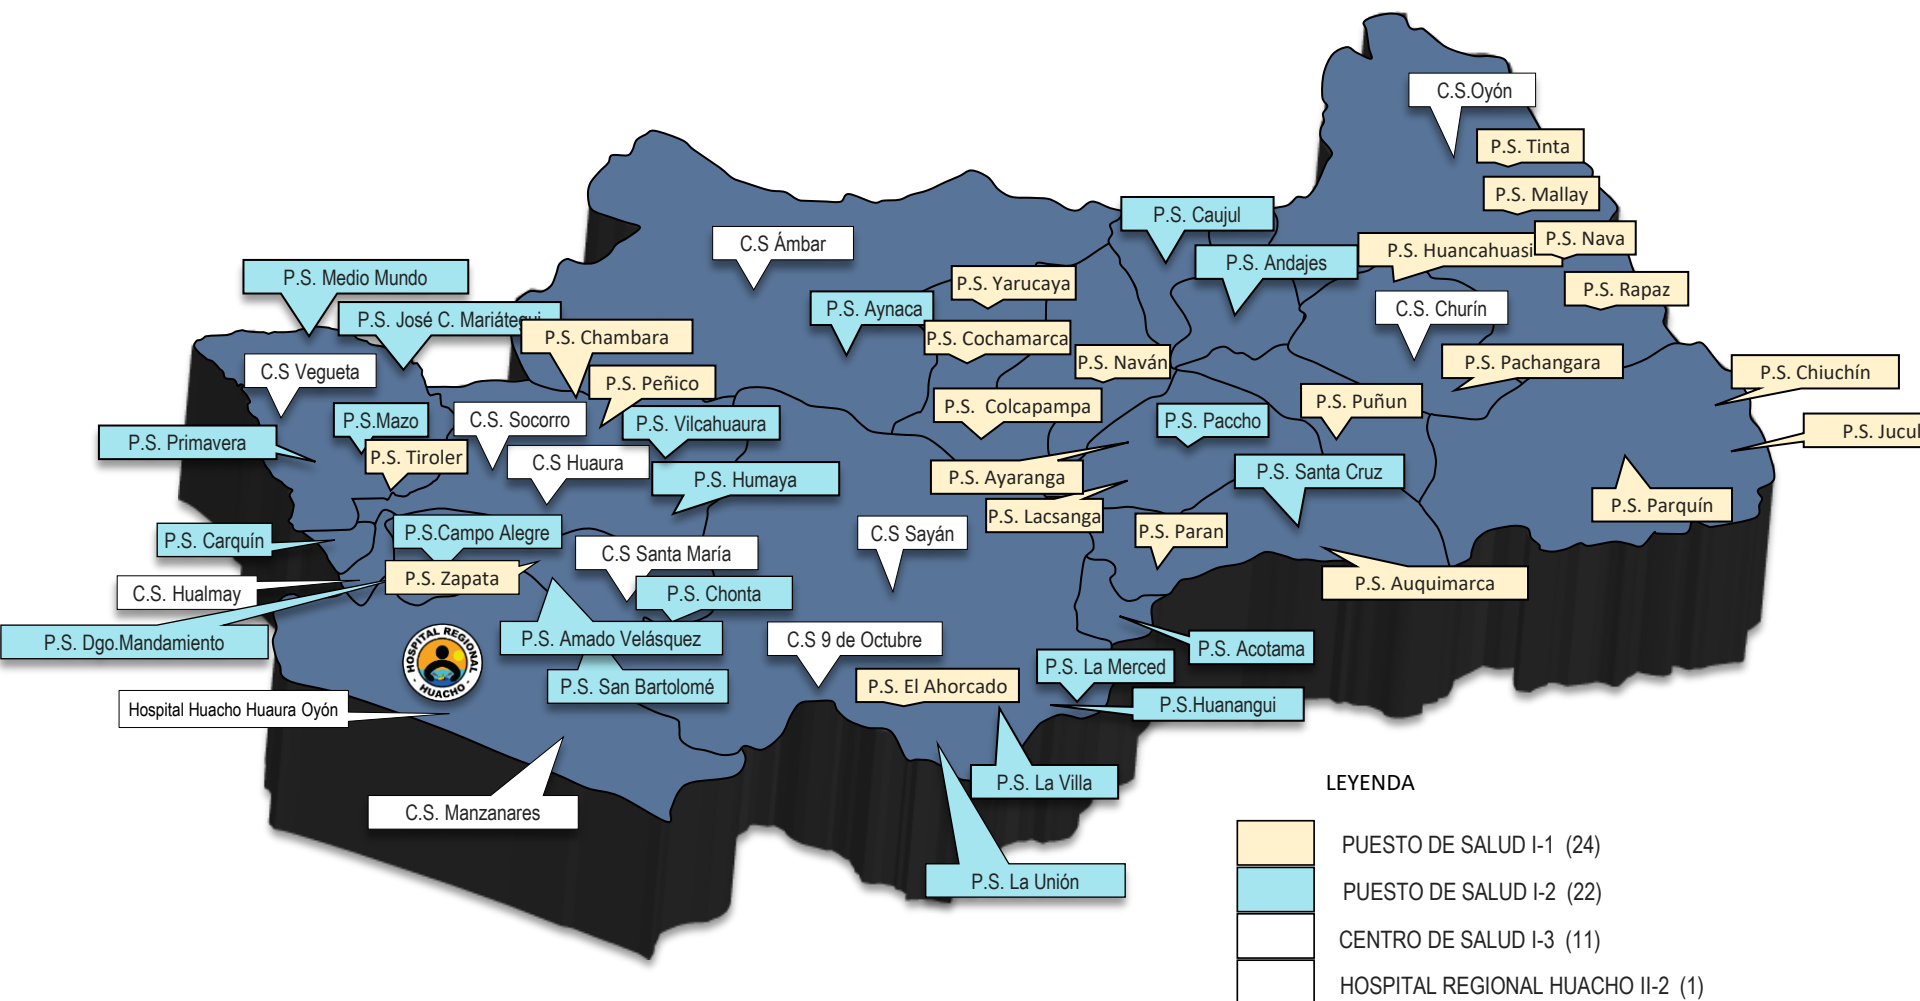 C.S.Oyón
P.S. Tinta
P.S. Mallay
P.S. Caujul
P.S. Nava
C.S Ámbar
P.S. Huancahuasi
P.S. Andajes
P.S. Medio Mundo
P.S. Yarucaya
P.S. Rapaz
P.S. Aynaca
C.S. Churín
P.S. José C. Mariátegui
P.S. Chambara
P.S. Cochamarca
P.S. Naván
P.S. Pachangara
C.S Vegueta
P.S. Chiuchín
P.S. Peñico
P.S. Puñun
P.S. Colcapampa
P.S.Mazo
C.S. Socorro
P.S. Vilcahuaura
P.S. Paccho
P.S. Jucul
P.S. Primavera
P.S. Tiroler
C.S Huaura
P.S. Humaya
P.S. Ayaranga
P.S. Santa Cruz
P.S. Parquín
P.S. Lacsanga
P.S. Carquín
P.S.Campo Alegre
C.S Sayán
P.S. Paran
C.S Santa María
P.S. Zapata
P.S. Auquimarca
C.S. Hualmay
P.S. Chonta
P.S. Dgo.Mandamiento
P.S. Amado Velásquez
C.S 9 de Octubre
P.S. Acotama
HOSPITAL REGIONAL
- HUACHO -
P.S. La Merced
P.S. San Bartolomé
P.S. El Ahorcado
P.S.Huanangui
Hospital Huacho Huaura Oyón
P.S. La Villa
C.S. Manzanares
P.S. La Unión
LEYENDA
PUESTO DE SALUD I-1 (24)
PUESTO DE SALUD I-2 (22)
CENTRO DE SALUD I-3 (11)
HOSPITAL REGIONAL HUACHO II-2 (1)